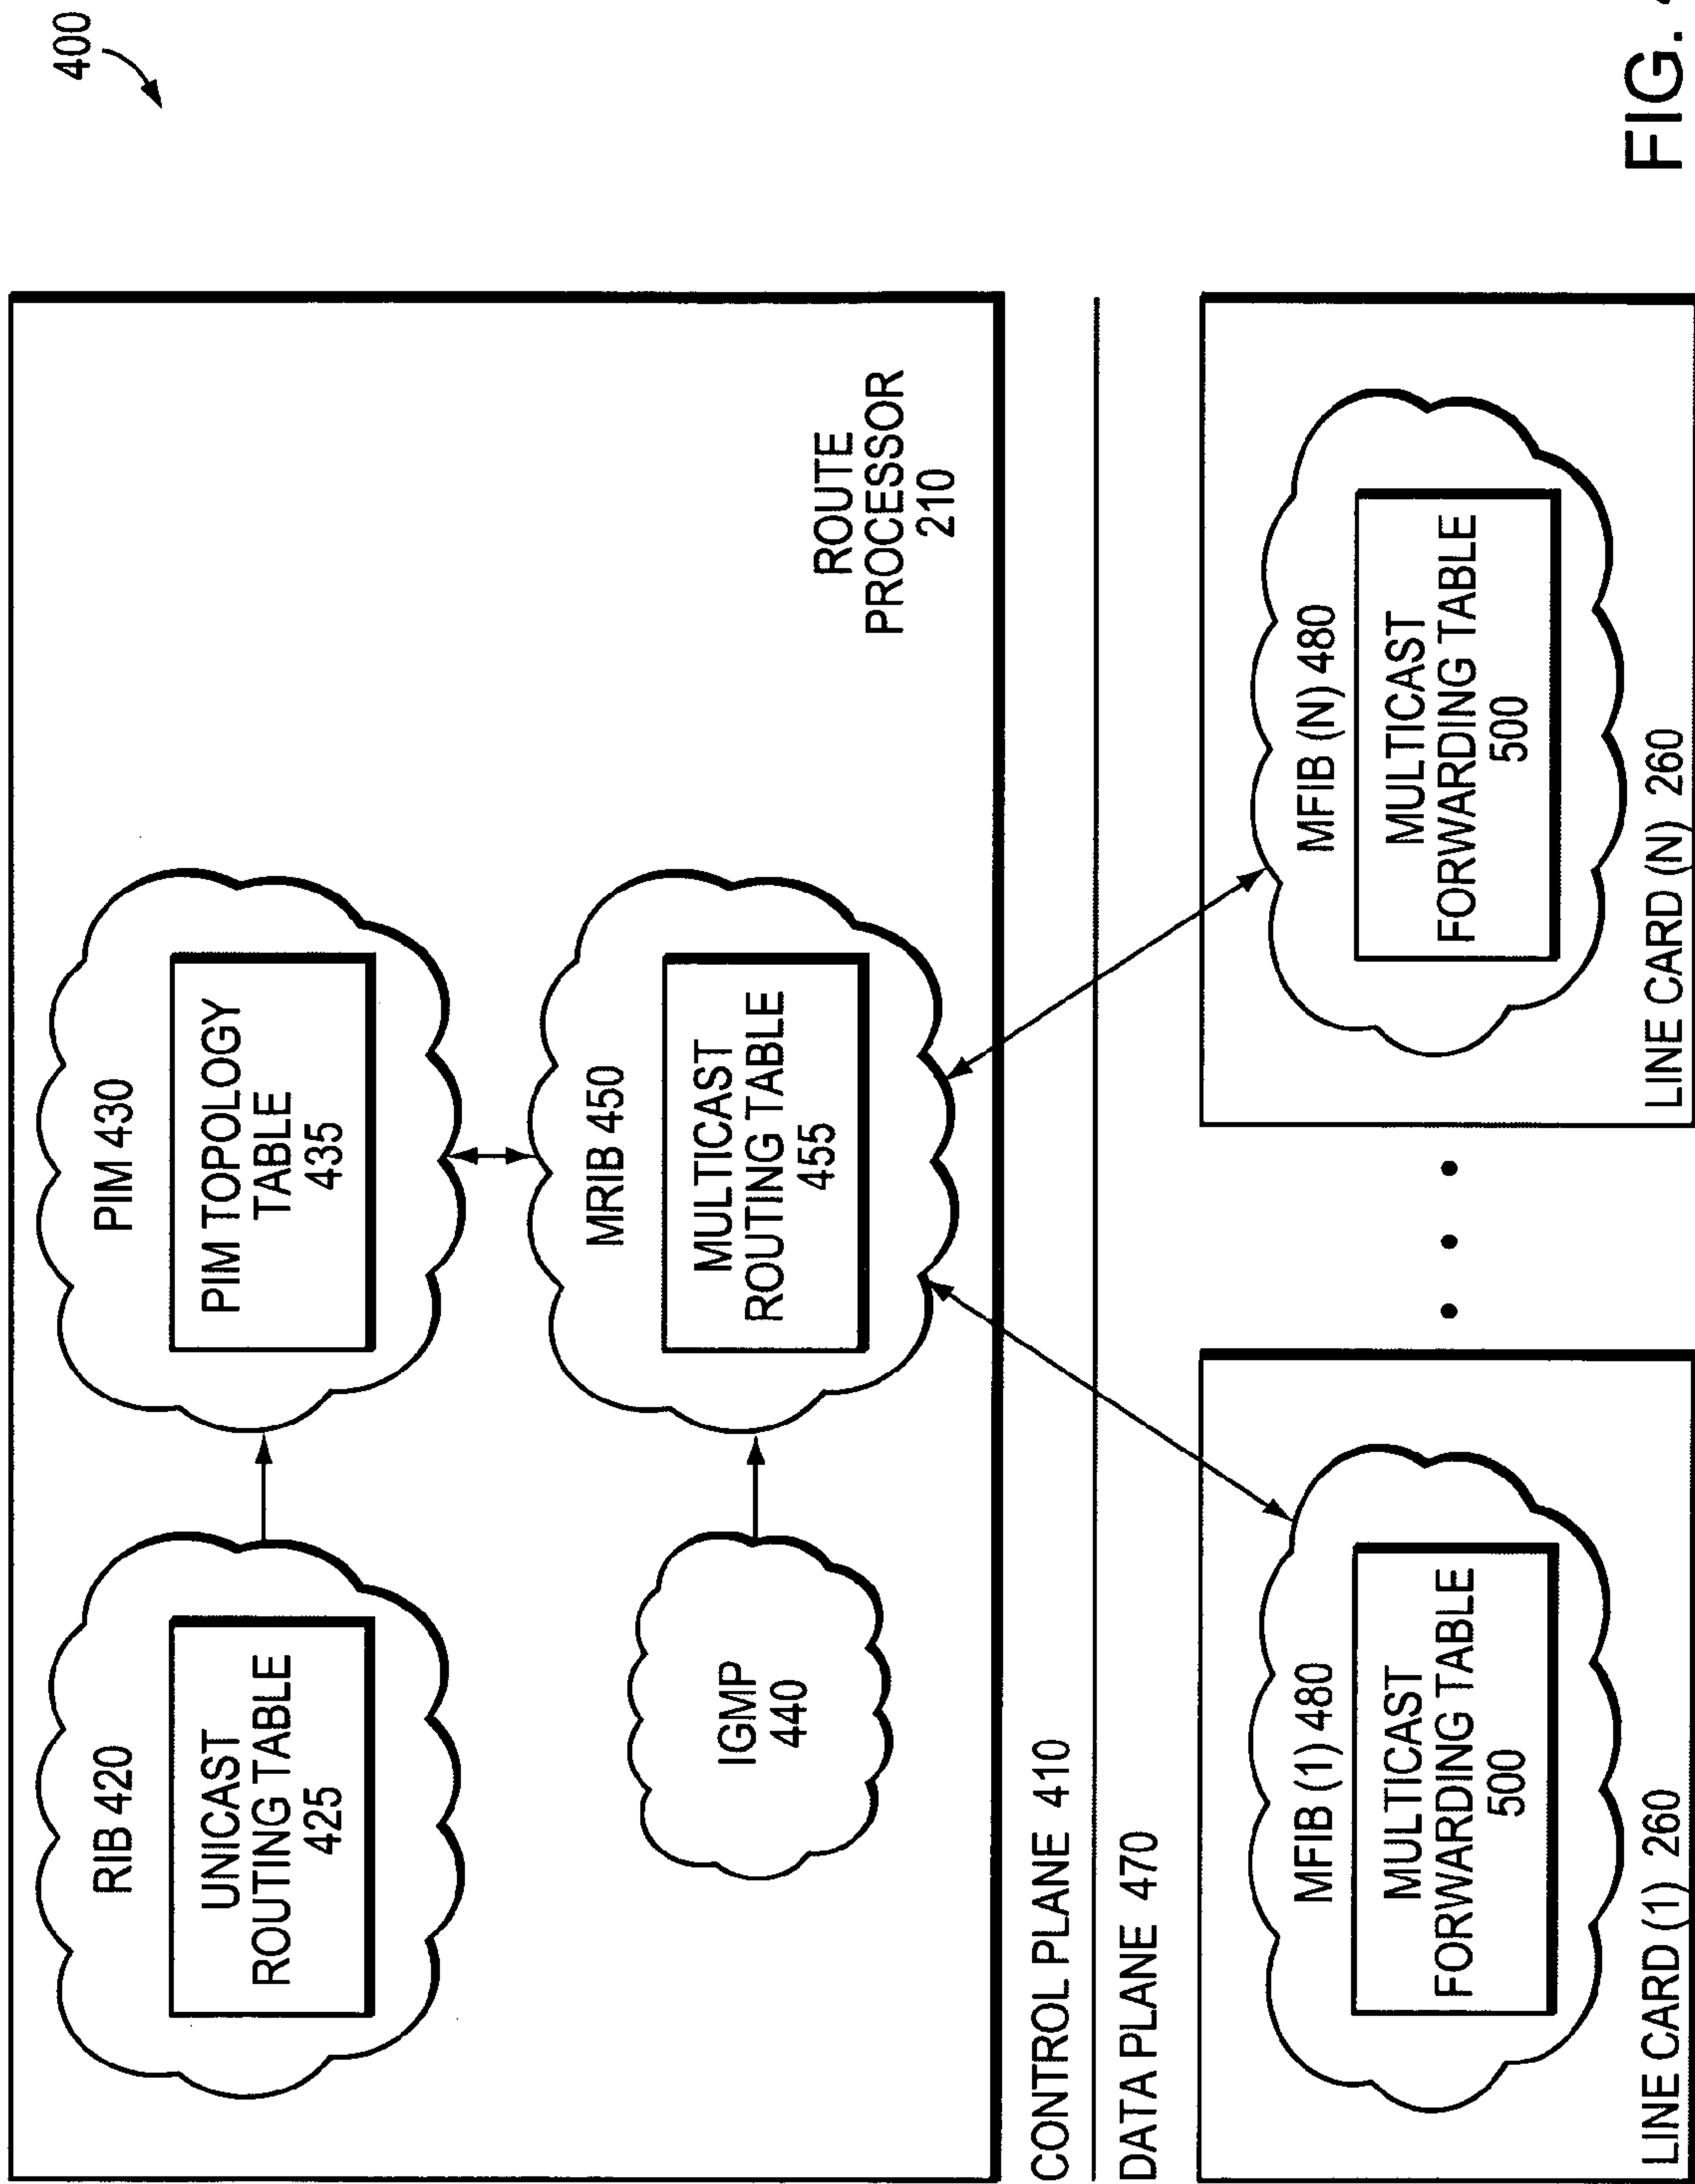 400
RIB 420
UNICAST
ROUTING TABLE
425
PIM 430
PIM TOPOLOGY
TABLE
435
IGMP
440
MRIB 450
MULTICAST
ROUTING TABLE
455
ROUTE
PROCESSOR
210
CONTROL PLANE 410
DATA PLANE 470
MFIB (1) 480
MULTICAST
FORWARDING TABLE
500
LINE CARD (1) 260
MFIB (N) 480
MULTICAST
FORWARDING TABLE
500
LINE CARD (N) 260
FIG.